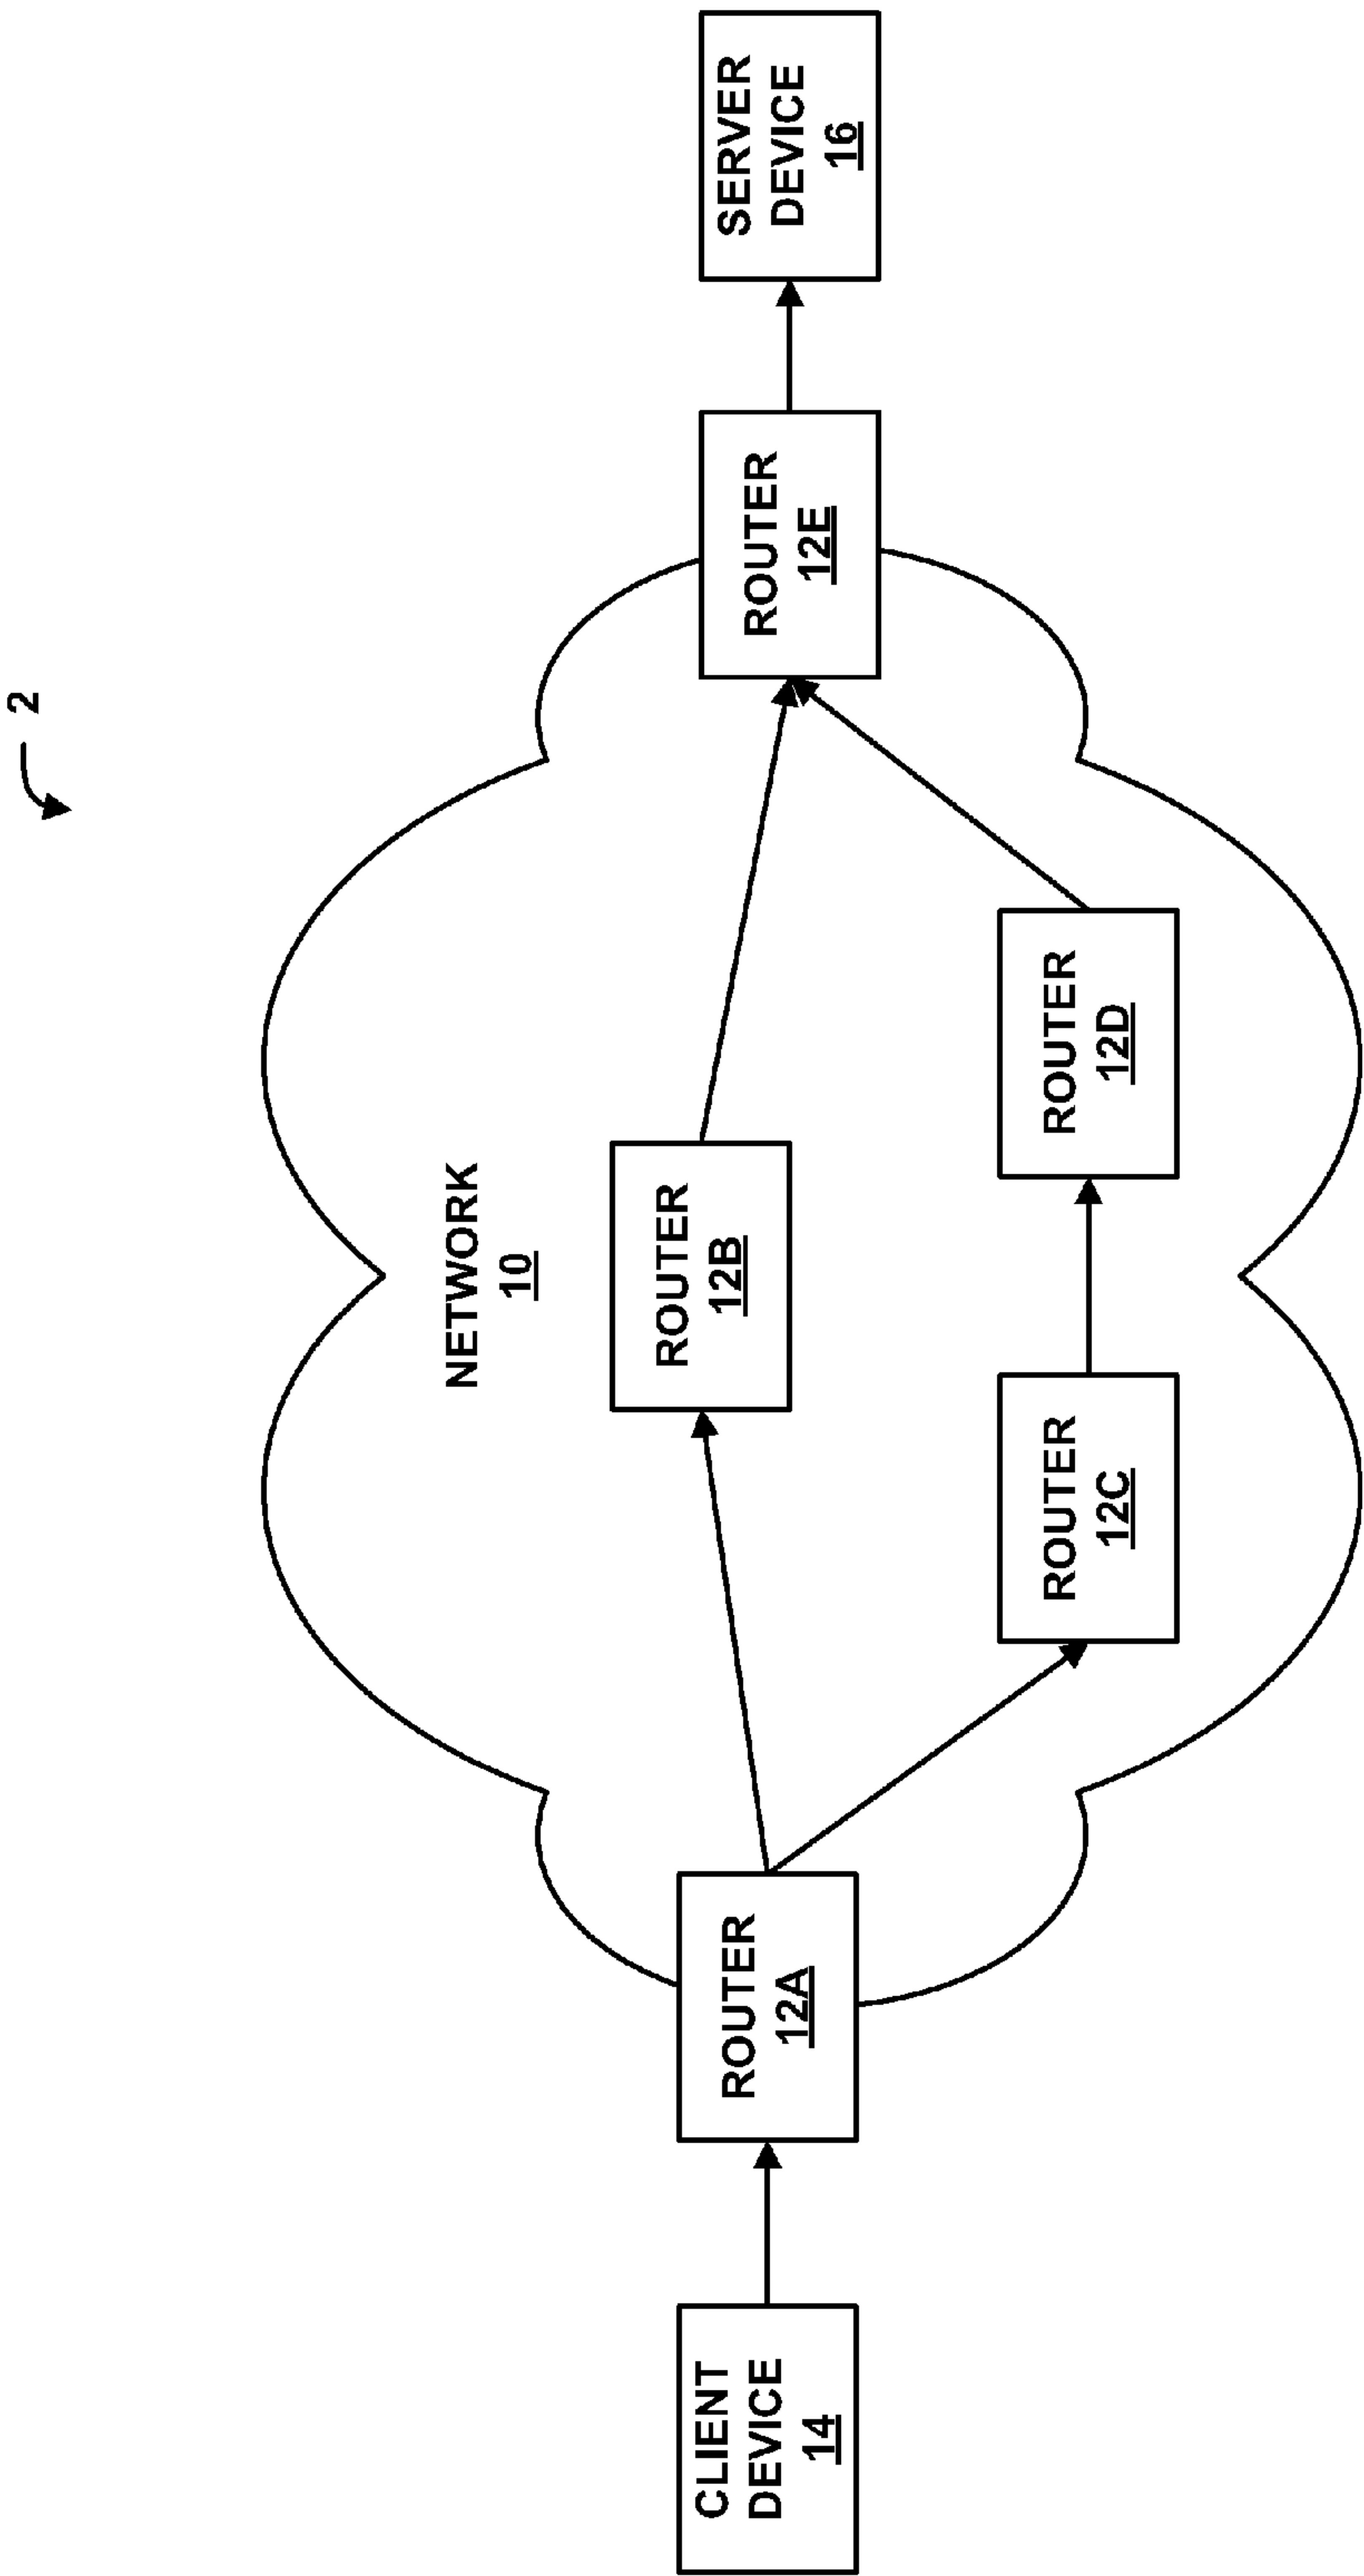 2
NETWORK
10
CLIENT
DEVICE
14
ROUTER
12A
ROUTER
12B
ROUTER
12C
ROUTER
12D
ROUTER
12E
SERVER
DEVICE
16